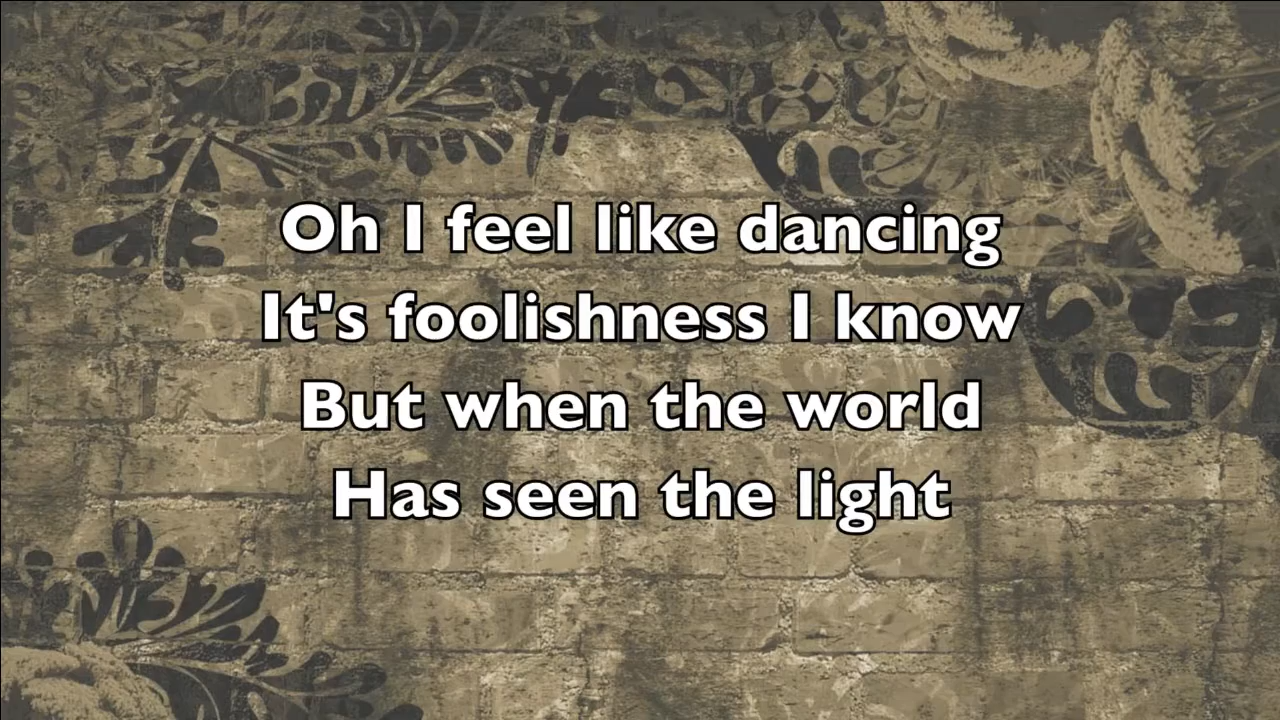 Oh I feel like dancing
It's foolishness I know
But when the world
Has seen the light